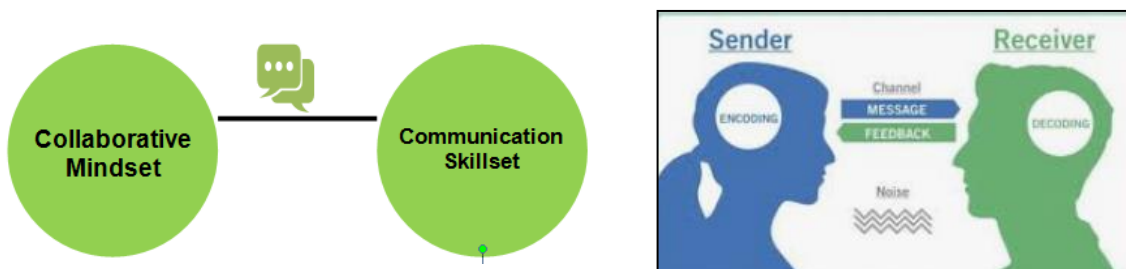 Collaborative
Mindset
Communication
Skillset
Sender
Receiver
Channel
ENCODING
MESSAGE
FEEDBACK
DECODING
Noise